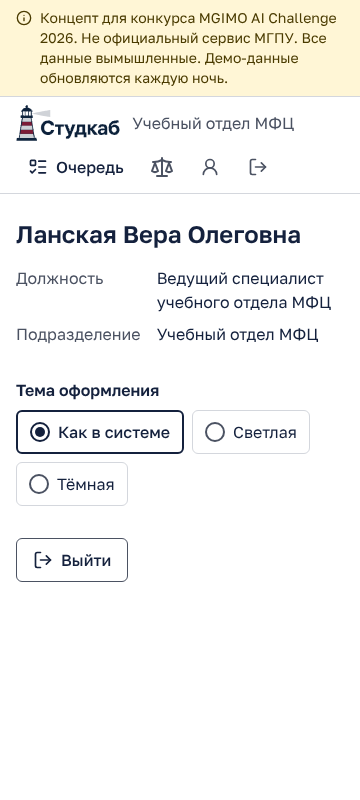 Концепт для конкурса MGIMO AI Challenge
2026. Не официальный сервис МГПУ. Все
данные вымышленные. Демо-данные
обновляются каждую ночь.
Студкаб Учебный отдел МФЦ
Очередь
Ланская Вера Олеговна
Должность Ведущий специалист
учебного отдела МФЦ
Подразделение Учебный отдел МФЦ
Тема оформления
Как в системе Светлая
Тёмная
Выйти